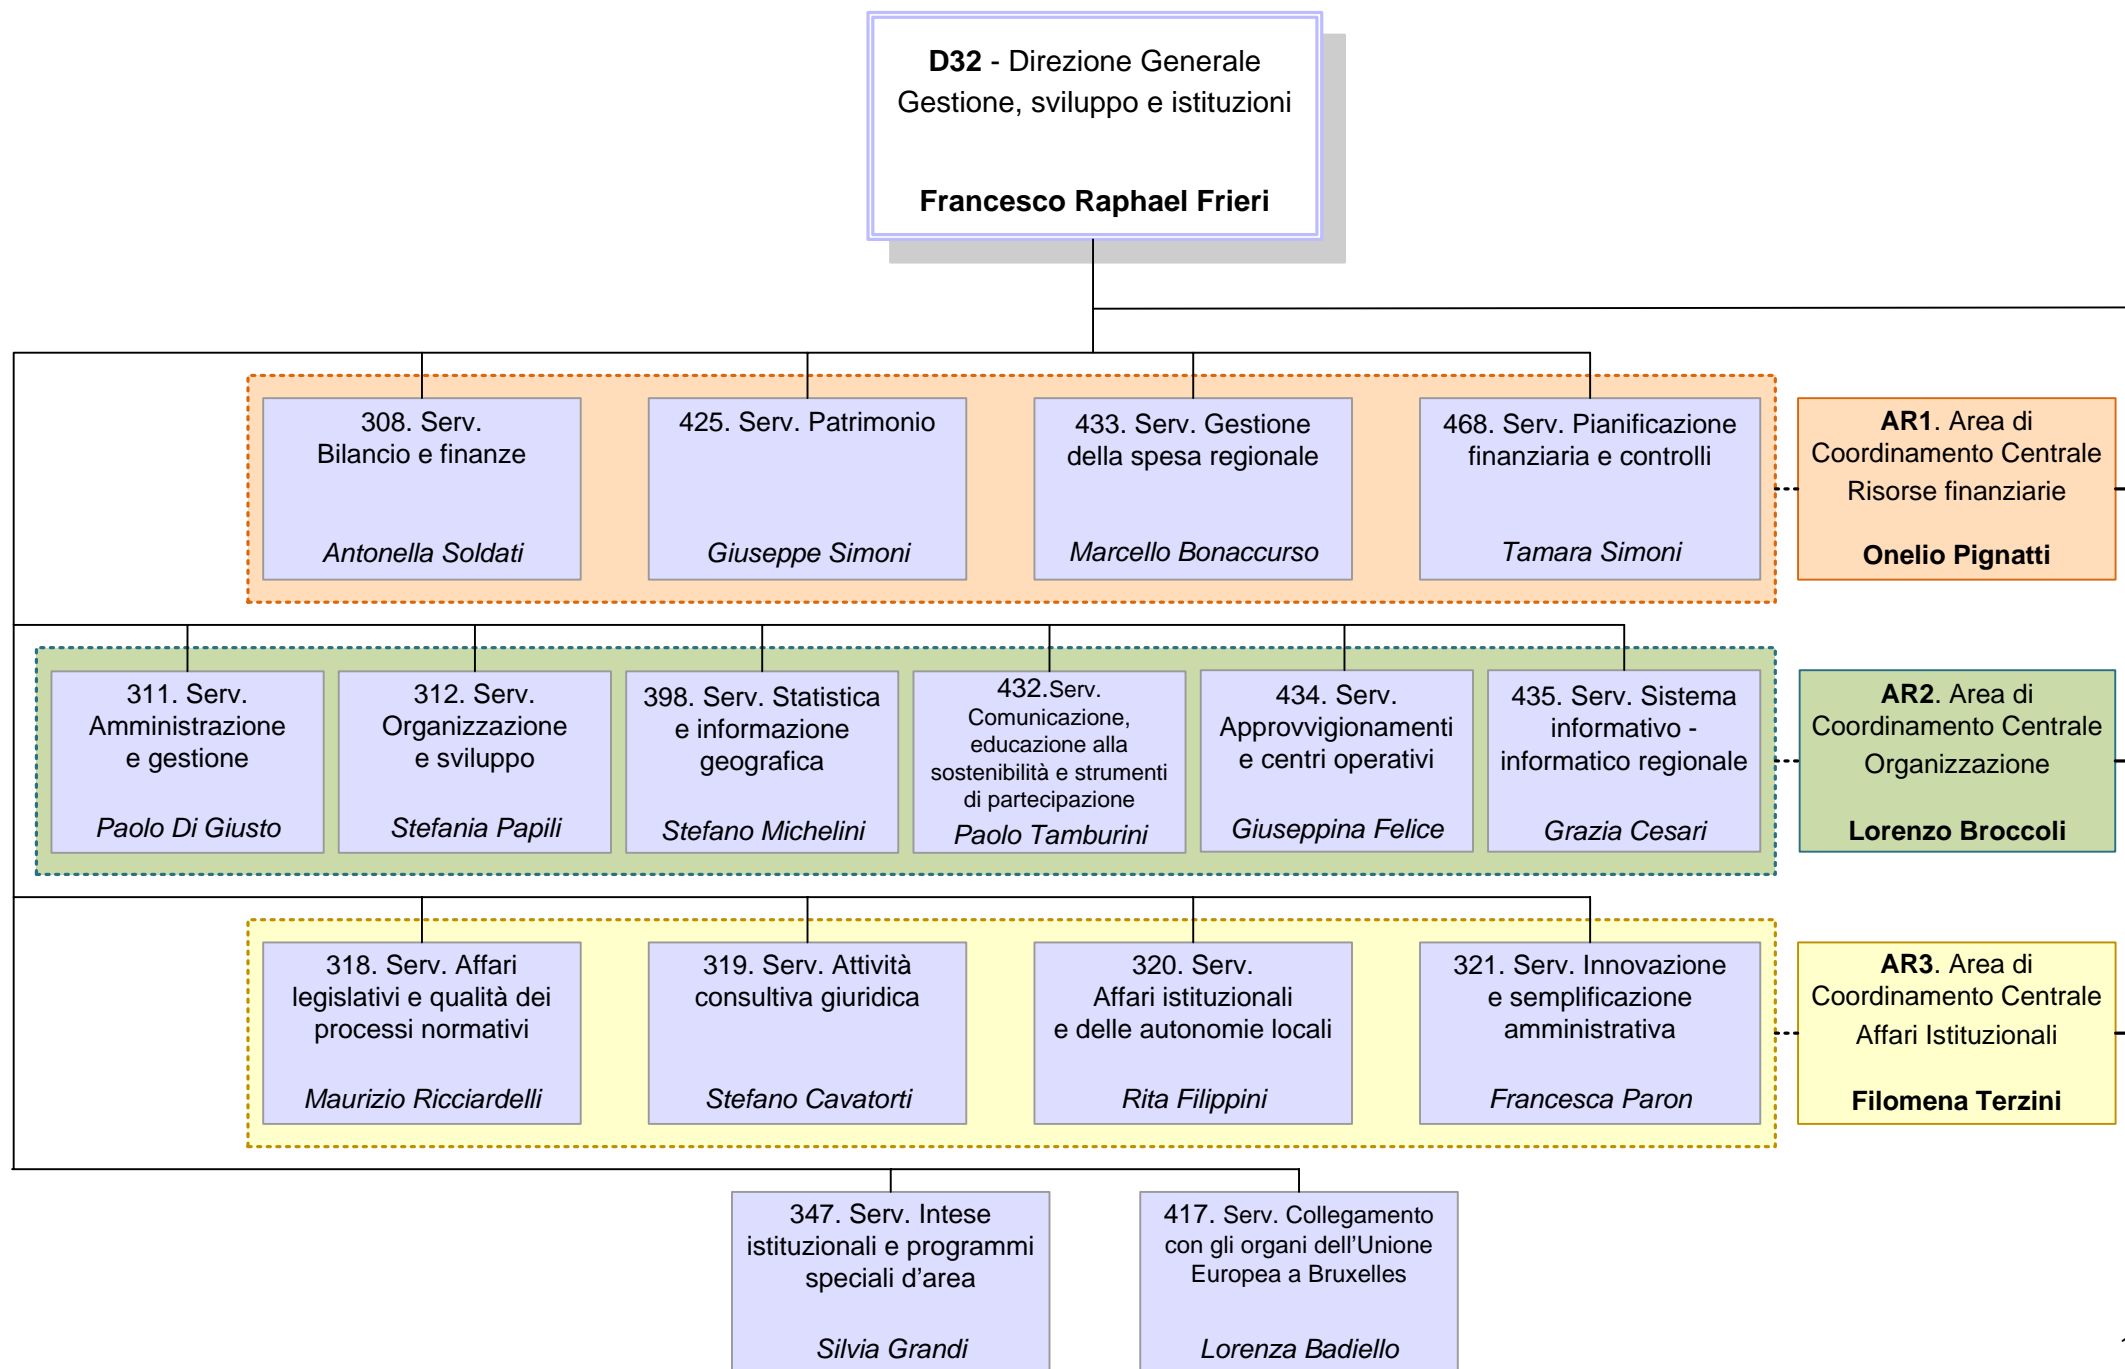 D32 - Direzione Generale
Gestione, sviluppo e istituzioni
Francesco Raphael Frieri
308. Serv.
Bilancio e finanze
Antonella Soldati
425. Serv. Patrimonio
Giuseppe Simoni
433. Serv. Gestione
della spesa regionale
Marcello Bonaccurso
468. Serv. Pianificazione
finanziaria e controlli
Tamara Simoni
AR1. Area di
Coordinamento Centrale
Risorse finanziarie
Onelio Pignatti
311. Serv.
Amministrazione
e gestione
Paolo Di Giusto
312. Serv.
Organizzazione
e sviluppo
Stefania Papili
398. Serv. Statistica
e informazione
geografica
Stefano Michelini
432.Serv.
Comunicazione,
educazione alla
sostenibilità e strumenti
di partecipazione
Paolo Tamburini
434. Serv.
Approvvigionamenti
e centri operativi
Giuseppina Felice
435. Serv. Sistema
informativo -
informatico regionale
Grazia Cesari
AR2. Area di
Coordinamento Centrale
Organizzazione
Lorenzo Broccoli
318. Serv. Affari
legislativi e qualità dei
processi normativi
Maurizio Ricciardelli
319. Serv. Attività
consultiva giuridica
Stefano Cavatorti
320. Serv.
Affari istituzionali
e delle autonomie locali
Rita Filippini
321. Serv. Innovazione
e semplificazione
amministrativa
Francesca Paron
AR3. Area di
Coordinamento Centrale
Affari Istituzionali
Filomena Terzini
347. Serv. Intese
istituzionali e programmi
speciali d’area
Silvia Grandi
417. Serv. Collegamento
con gli organi dell’Unione
Europea a Bruxelles
Lorenza Badiello